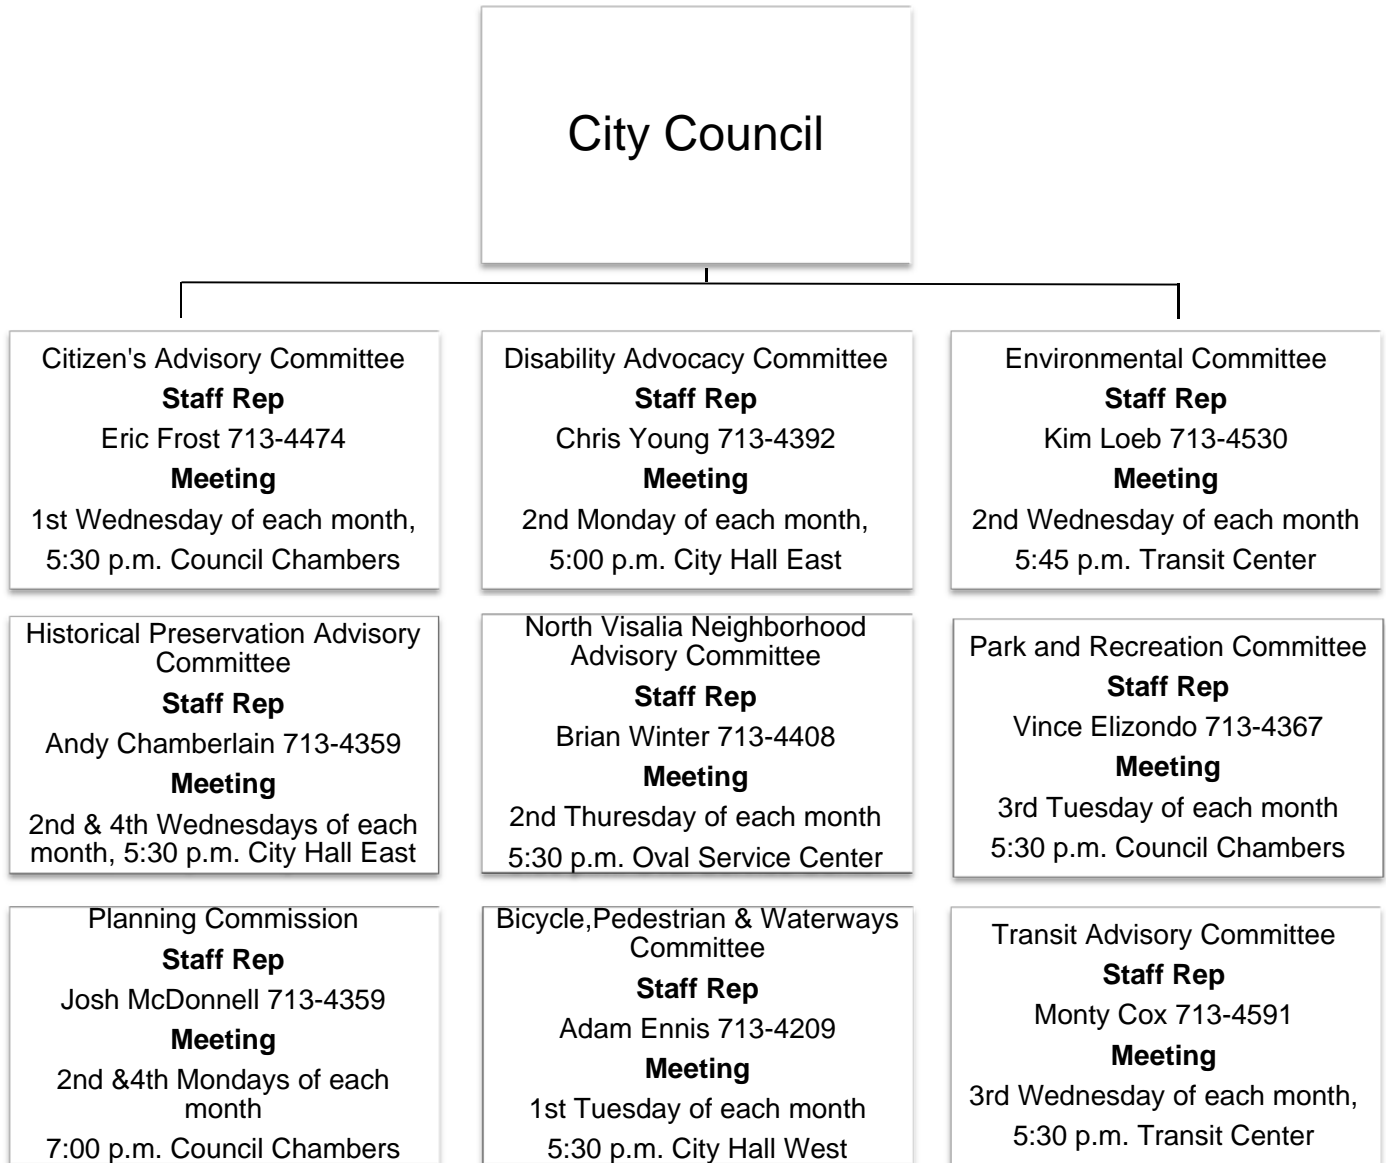 City Council
Citizen's Advisory Committee
Staff Rep
Eric Frost 713-4474
Meeting
1st Wednesday of each month,
5:30 p.m. Council Chambers
Disability Advocacy Committee
Staff Rep
Chris Young 713-4392
Meeting
2nd Monday of each month,
5:00 p.m. City Hall East
Environmental Committee
Staff Rep
Kim Loeb 713-4530
Meeting
2nd Wednesday of each month
5:45 p.m. Transit Center
Historical Preservation Advisory
Committee
Staff Rep
Andy Chamberlain 713-4359
Meeting
2nd & 4th Wednesdays of each
month, 5:30 p.m. City Hall East
North Visalia Neighborhood
Advisory Committee
Staff Rep
Brian Winter 713-4408
Meeting
2nd Thuresday of each month
5:30 p.m. Oval Service Center
Park and Recreation Committee
Staff Rep
Vince Elizondo 713-4367
Meeting
3rd Tuesday of each month
5:30 p.m. Council Chambers
Planning Commission
Staff Rep
Josh McDonnell 713-4359
Meeting
2nd &4th Mondays of each
month
7:00 p.m. Council Chambers
Bicycle,Pedestrian & Waterways
Committee
Staff Rep
Adam Ennis 713-4209
Meeting
1st Tuesday of each month
5:30 p.m. City Hall West
Transit Advisory Committee
Staff Rep
Monty Cox 713-4591
Meeting
3rd Wednesday of each month,
5:30 p.m. Transit Center